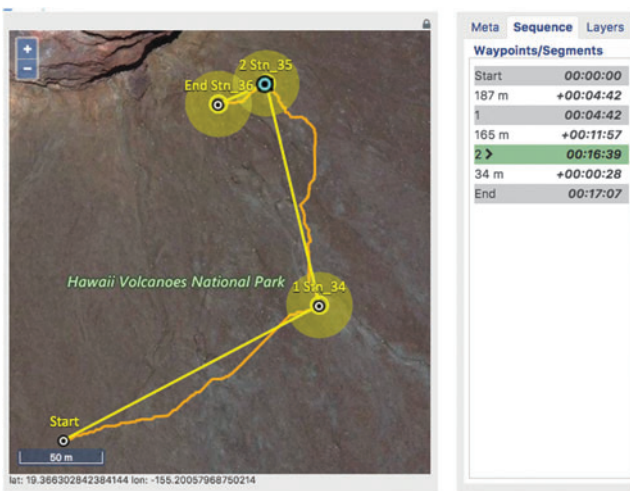 +
−
2 Stn_35
End Stn_36
Hawaii Volcanoes National Park
1 Stn_34
Start
50 m
lat: 19.366302842384144 lon: -155.20057968750214
Meta Sequence Layers
Waypoints/Segments
Start 00:00:00
187 m +00:04:42
1 00:04:42
165 m +00:11:57
2 > 00:16:39
34 m +00:00:28
End 00:17:07